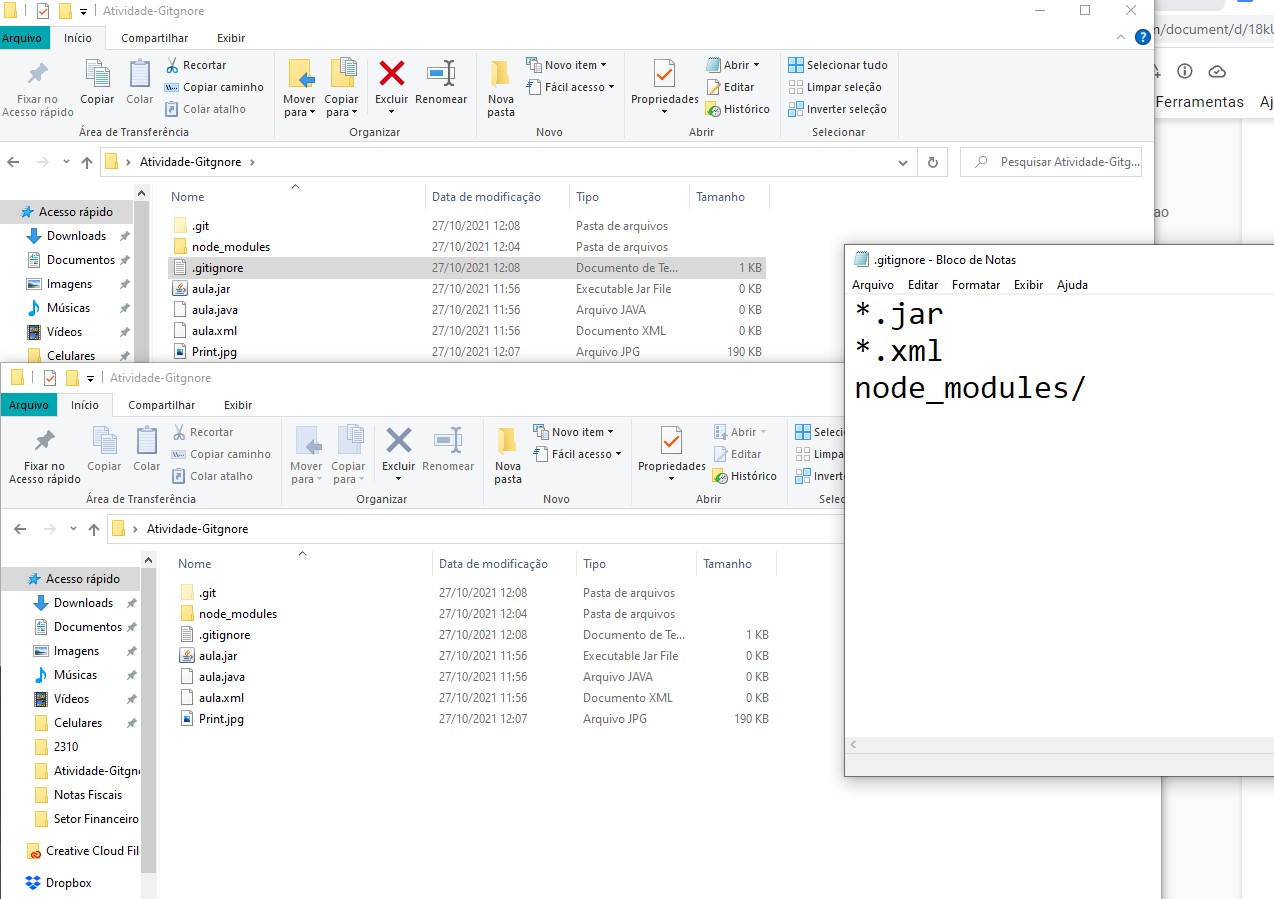 Atividade-Gitgnore
Arquivo Início Compartilhar Exibir
Fixar no Acesso rápido
Copiar
Colar
Recortar
Copiar caminho
Colar atalho
Área de Transferência
Mover para
Copiar para
Excluir
Renomear
Organizar
Nova pasta
Novo item
Fácil acesso
Novo
Propriedades
Abrir
Editar
Histórico
Abrir
Selecionar tudo
Limpar seleção
Inverter seleção
Selecionar
Atividade-Gitgnore
Pesquisar Atividade-Gitg...
Acesso rápido
Downloads
Documentos
Imagens
Músicas
Vídeos
Celulares
Nome Data de modificação Tipo Tamanho
.git 27/10/2021 12:08 Pasta de arquivos
node_modules 27/10/2021 12:04 Pasta de arquivos
.gitignore 27/10/2021 12:08 Documento de Te... 1 KB
aula.jar 27/10/2021 11:56 Executable Jar File 0 KB
aula.java 27/10/2021 11:56 Arquivo JAVA 0 KB
aula.xml 27/10/2021 11:56 Documento XML 0 KB
Print.jpg 27/10/2021 12:07 Arquivo JPG 190 KB
/document/d/18k
Ferramentas Aj
ao
.gitignore - Bloco de Notas
Arquivo Editar Formatar Exibir Ajuda
*.jar
*.xml
node_modules/
Atividade-Gitgnore
Arquivo Início Compartilhar Exibir
Fixar no Acesso rápido
Copiar
Colar
Recortar
Copiar caminho
Colar atalho
Área de Transferência
Mover para
Copiar para
Excluir
Renomear
Organizar
Nova pasta
Novo item
Fácil acesso
Novo
Propriedades
Abrir
Editar
Histórico
Abrir
Seleci
Limpa
Invert
Selec
Atividade-Gitgnore
Acesso rápido
Downloads
Documentos
Imagens
Músicas
Vídeos
Celulares
2310
Atividade-Gitgn
Notas Fiscais
Setor Financeiro
Creative Cloud Fil
Dropbox
Nome Data de modificação Tipo Tamanho
.git 27/10/2021 12:08 Pasta de arquivos
node_modules 27/10/2021 12:04 Pasta de arquivos
.gitignore 27/10/2021 12:08 Documento de Te... 1 KB
aula.jar 27/10/2021 11:56 Executable Jar File 0 KB
aula.java 27/10/2021 11:56 Arquivo JAVA 0 KB
aula.xml 27/10/2021 11:56 Documento XML 0 KB
Print.jpg 27/10/2021 12:07 Arquivo JPG 190 KB